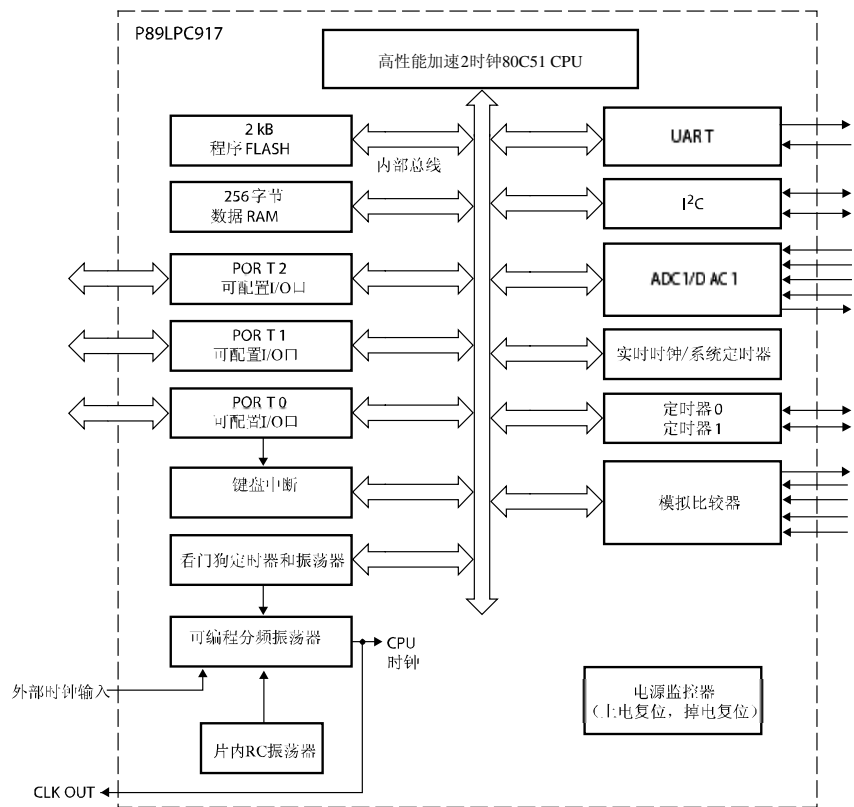 P89LPC917
高性能加速2时钟80C51 CPU
2 kB
程序 FLASH
内部总线
256 字节
数据 RAM
PORT 2
可配置I/O口
PORT 1
可配置I/O口
PORT 0
可配置I/O口
键盘中断
看门狗定时器和振荡器
可编程分频振荡器
CPU
时钟
外部时钟输入
片内RC振荡器
CLK OUT
UART
I²C
ADC1/DAC1
实时时钟/系统定时器
定时器 0
定时器 1
模拟比较器
电源监控器
（上电复位，掉电复位）